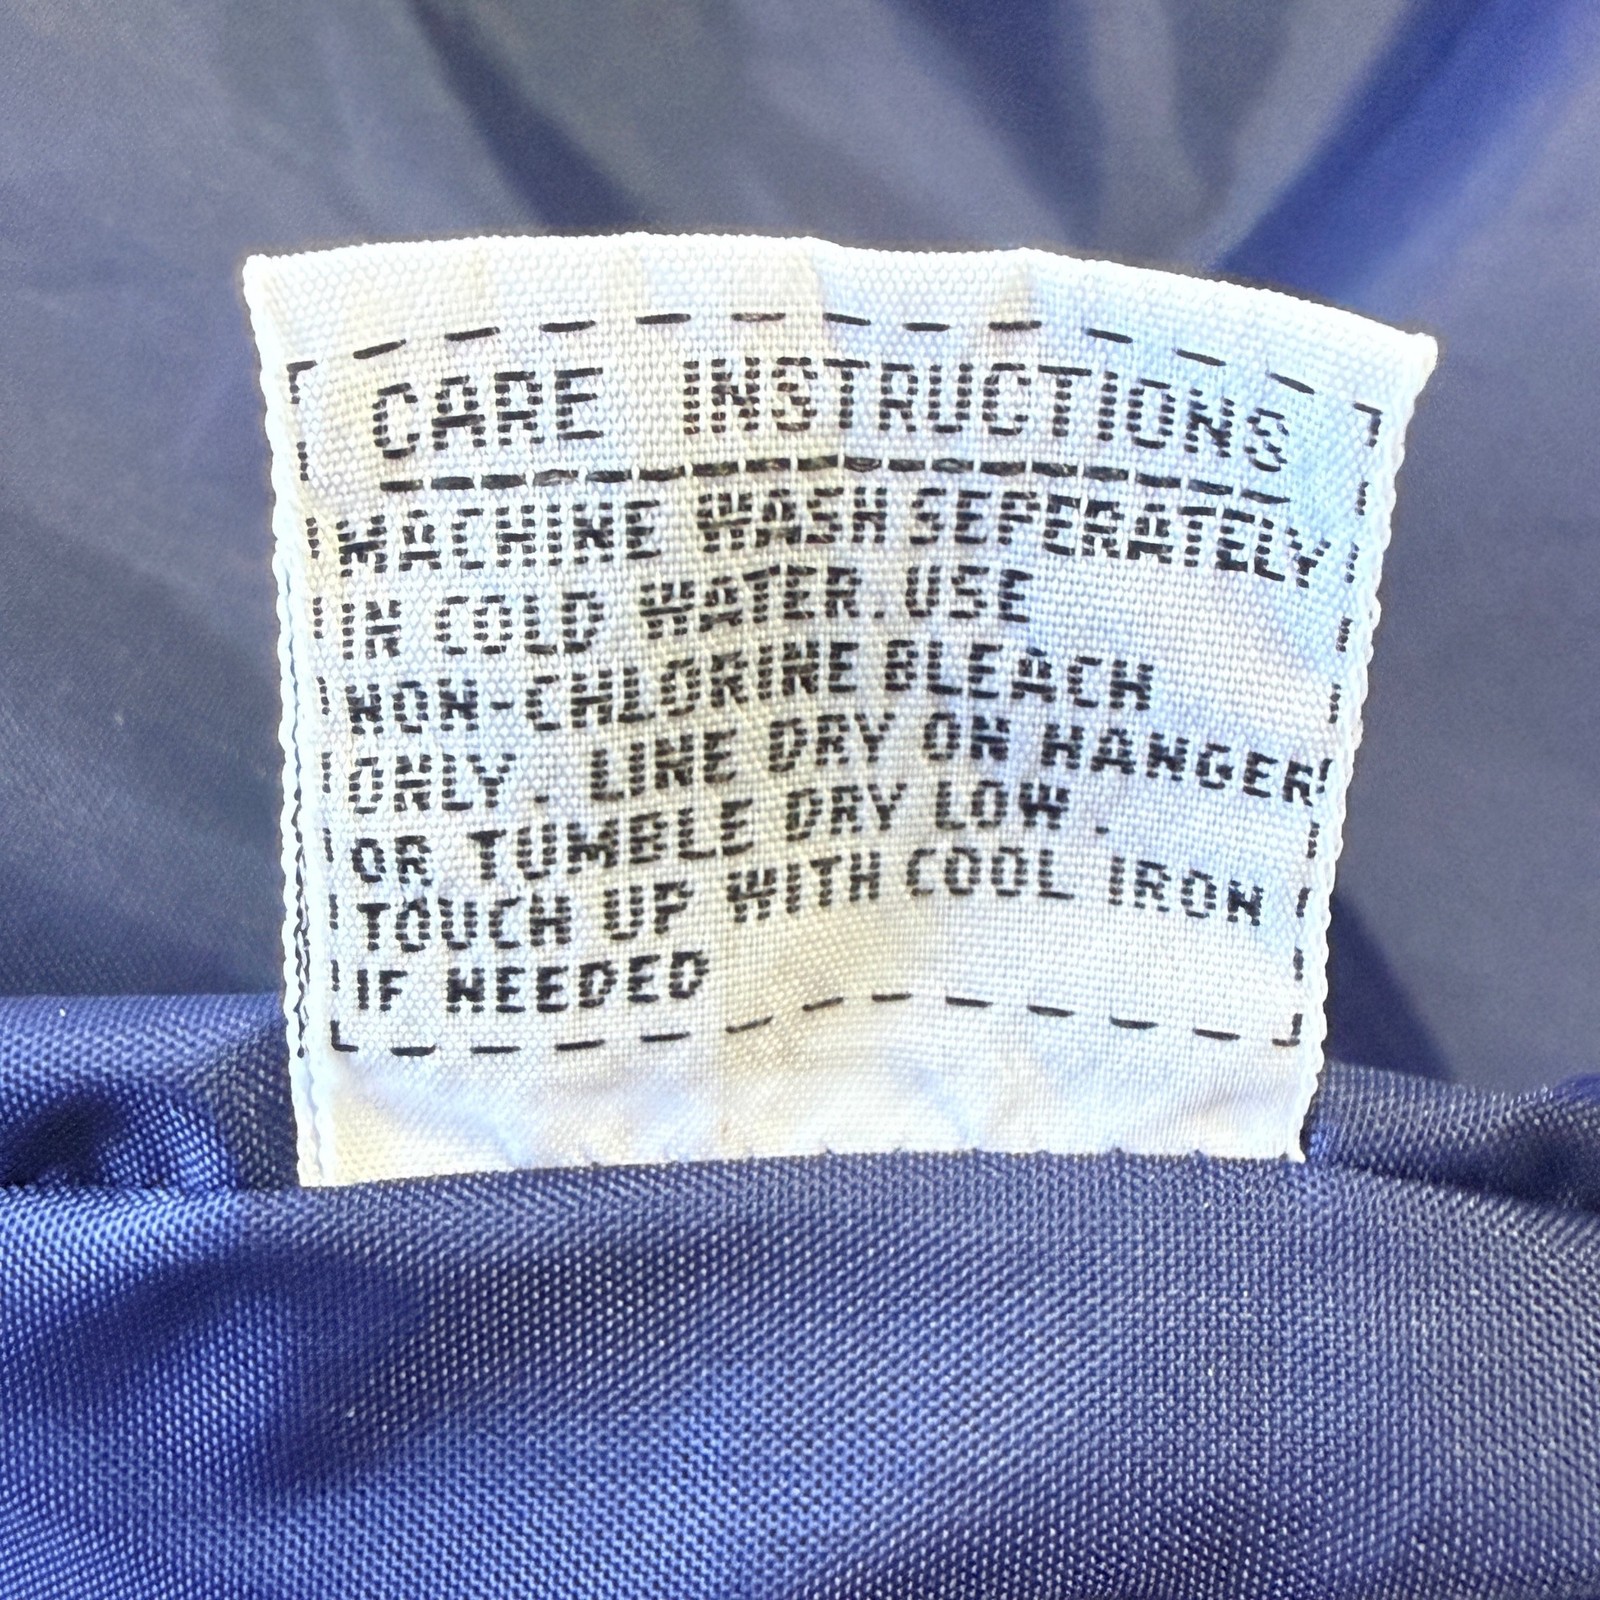 CARE INSTRUCTIONS
MACHINE WASH SEPERATELY
IN COLD WATER. USE
NON-CHLORINE BLEACH
ONLY. LINE DRY ON HANGER
OR TUMBLE DRY LOW.
TOUCH UP WITH COOL IRON
IF NEEDED